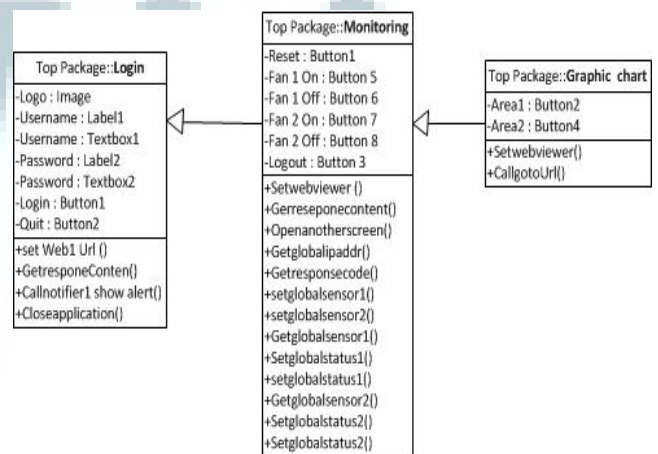 Top Package::Login
-Logo : Image
-Username : Label1
-Username : Textbox1
-Password : Label2
-Password : Textbox2
-Login : Button1
-Quit : Button2
+set Web1 Url ()
+GetresponeConten()
+Callnotifier1 show alert()
+Closeapplication()
Top Package::Monitoring
-Reset : Button1
-Fan 1 On : Button 5
-Fan 1 Off : Button 6
-Fan 2 On : Button 7
-Fan 2 Off : Button 8
-Logout : Button 3
+Setwebviewer ()
+Gerreseponecontent()
+Openanotherscreen()
+Getglobalipaddr()
+Getresponsecode()
+setglobalsensor1()
+setglobalsensor2()
+Getglobalsensor1()
+Setglobalstatus1()
+setglobalstatus1()
+Getglobalsensor2()
+Setglobalstatus2()
+Setglobalstatus2()
Top Package::Graphic chart
-Area1 : Button2
-Area2 : Button4
+Setwebviewer()
+CallgotoUrl()